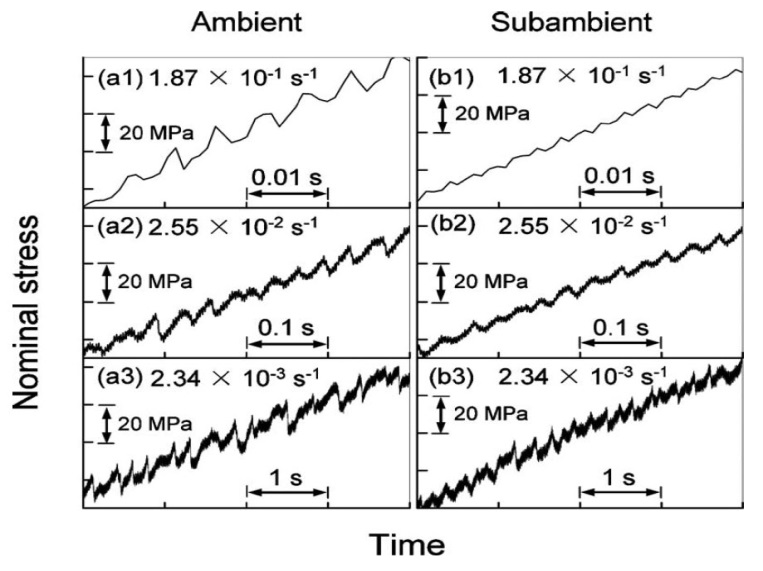 Ambient
Subambient
(a1) 1.87 × 10-1 s-1
20 MPa
0.01 s
(b1) 1.87 × 10-1 s-1
20 MPa
0.01 s
(a2) 2.55 × 10-2 s-1
20 MPa
0.1 s
(b2) 2.55 × 10-2 s-1
20 MPa
0.1 s
(a3) 2.34 × 10-3 s-1
20 MPa
1 s
(b3) 2.34 × 10-3 s-1
20 MPa
1 s
Nominal stress
Time